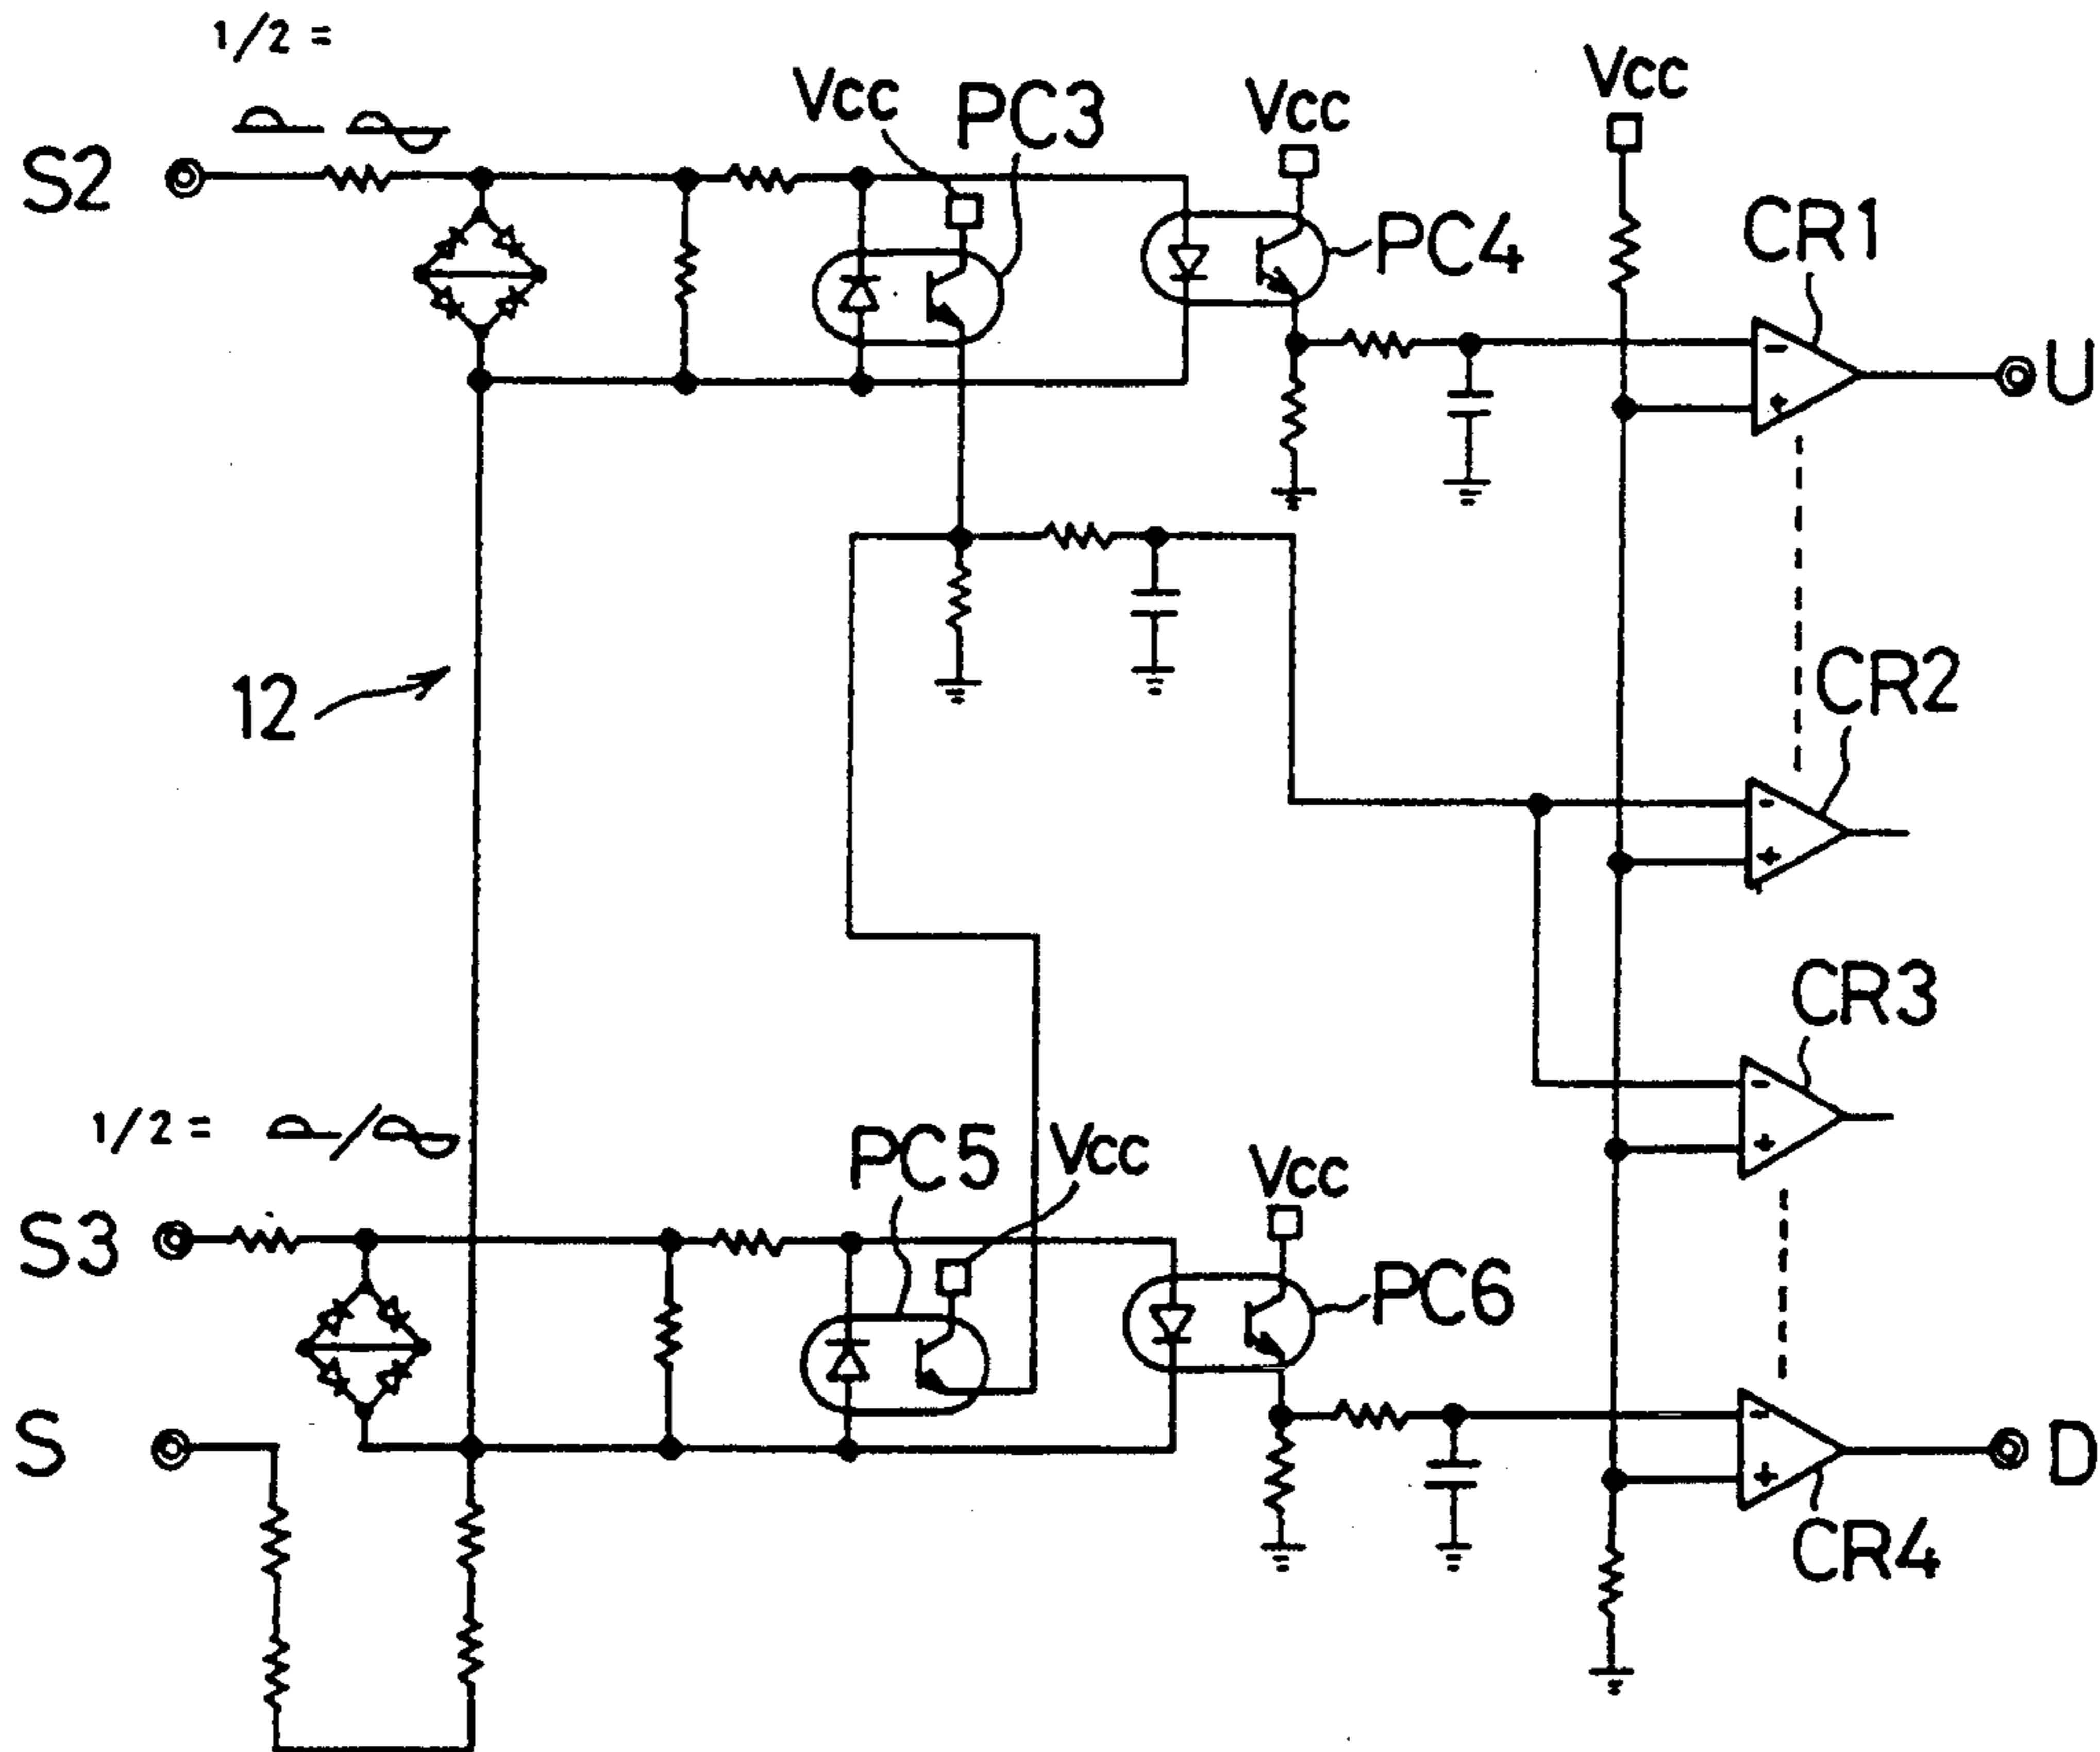 1/2 =
S2
Vcc
PC3
Vcc
PC4
Vcc
CR1
-
+
U
12
CR2
-
+
CR3
-
+
1/2 = /
S3
PC5
Vcc
Vcc
PC6
S
-
+
D
CR4